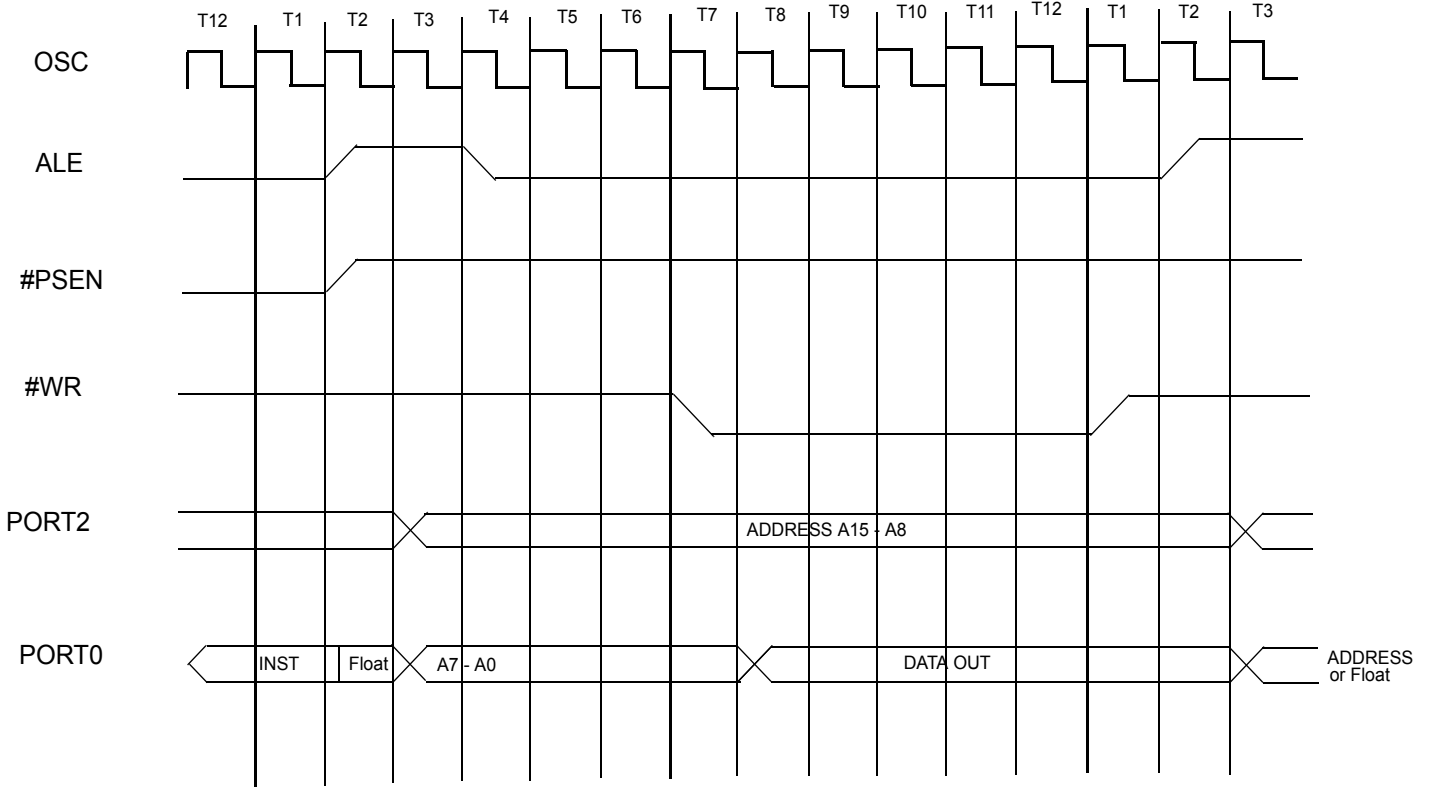 T12 T1 T2 T3 T4 T5 T6 T7 T8 T9 T10 T11 T12 T1 T2 T3
OSC
ALE
#PSEN
#WR
PORT2
ADDRESS A15 - A8
PORT0
INST Float A7 - A0 DATA OUT
ADDRESS
or Float